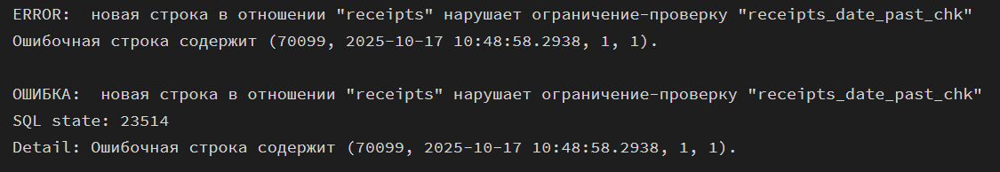 ERROR:  новая строка в отношении "receipts" нарушает ограничение-проверку "receipts_date_past_chk"
Ошибочная строка содержит (70099, 2025-10-17 10:48:58.2938, 1, 1).
ОШИБКА:  новая строка в отношении "receipts" нарушает ограничение-проверку "receipts_date_past_chk"
SQL state: 23514
Detail: Ошибочная строка содержит (70099, 2025-10-17 10:48:58.2938, 1, 1).